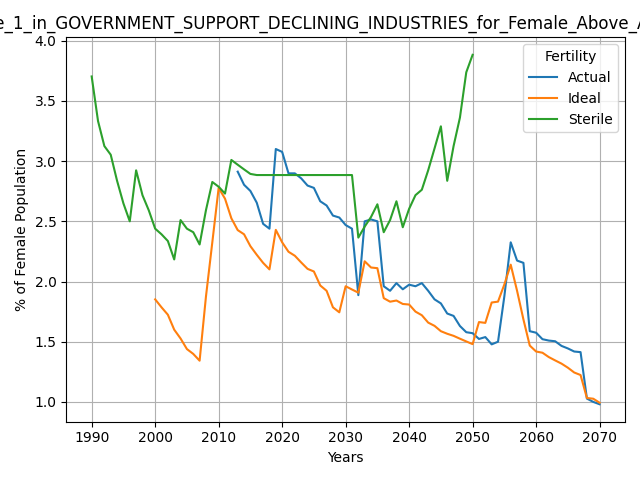 e_1_in_GOVERNMENT_SUPPORT_DECLINING_INDUSTRIES_for_Female_Above_A
4.0
3.5
3.0
2.5
2.0
1.5
1.0
% of Female Population
Fertility
Actual
Ideal
Sterile
1990 2000 2010 2020 2030 2040 2050 2060 2070
Years